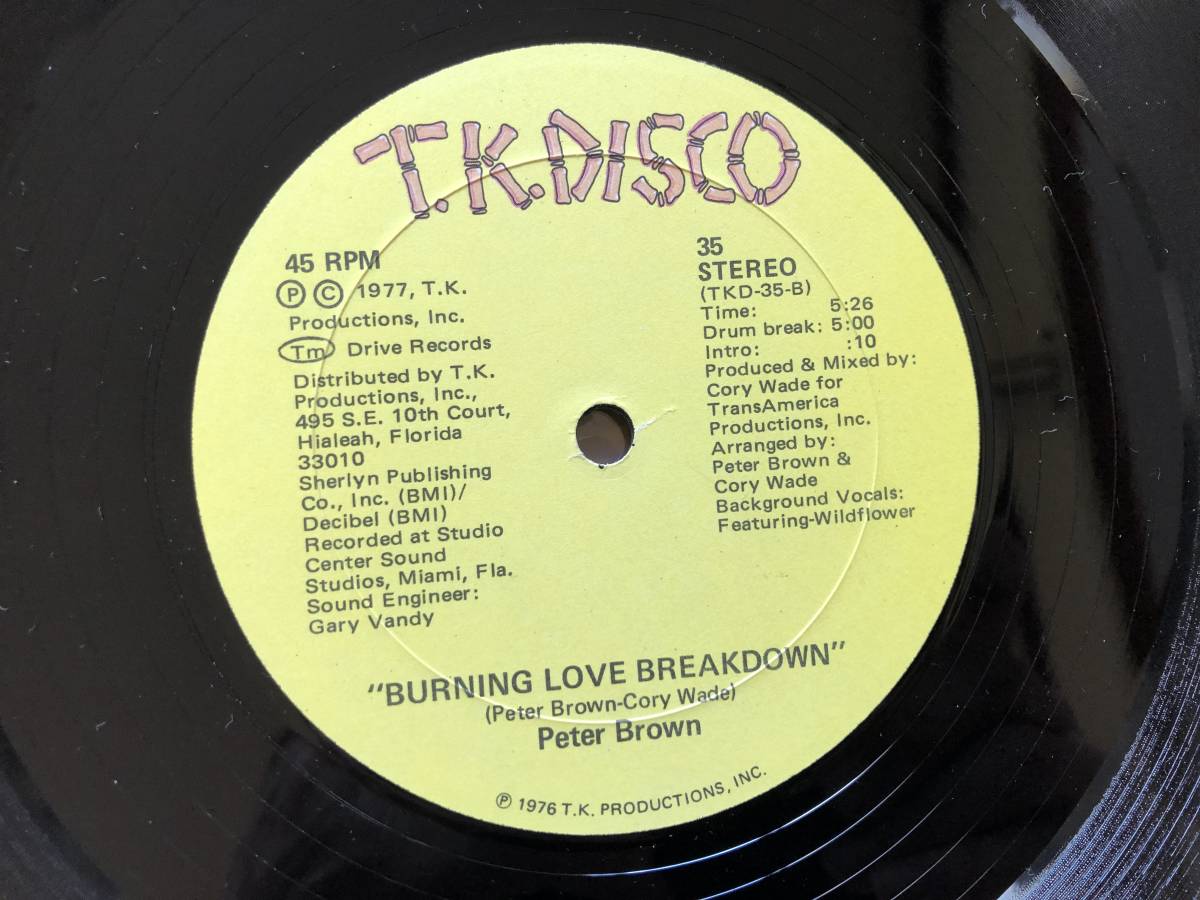 T.K.DISCO
45 RPM
Ⓟ Ⓒ 1977, T.K.
Productions, Inc.
Tm Drive Records
Distributed by T.K.
Productions, Inc.,
495 S.E. 10th Court,
Hialeah, Florida
33010
Sherlyn Publishing
Co., Inc. (BMI)/
Decibel (BMI)
Recorded at Studio
Center Sound
Studios, Miami, Fla.
Sound Engineer:
Gary Vandy
35
STEREO
(TKD-35-B)
Time: 5:26
Drum break: 5:00
Intro: :10
Produced & Mixed by:
Cory Wade for
TransAmerica
Productions, Inc.
Arranged by:
Peter Brown &
Cory Wade
Background Vocals:
Featuring-Wildflower
"BURNING LOVE BREAKDOWN"
(Peter Brown-Cory Wade)
Peter Brown
Ⓟ 1976 T.K. PRODUCTIONS, INC.